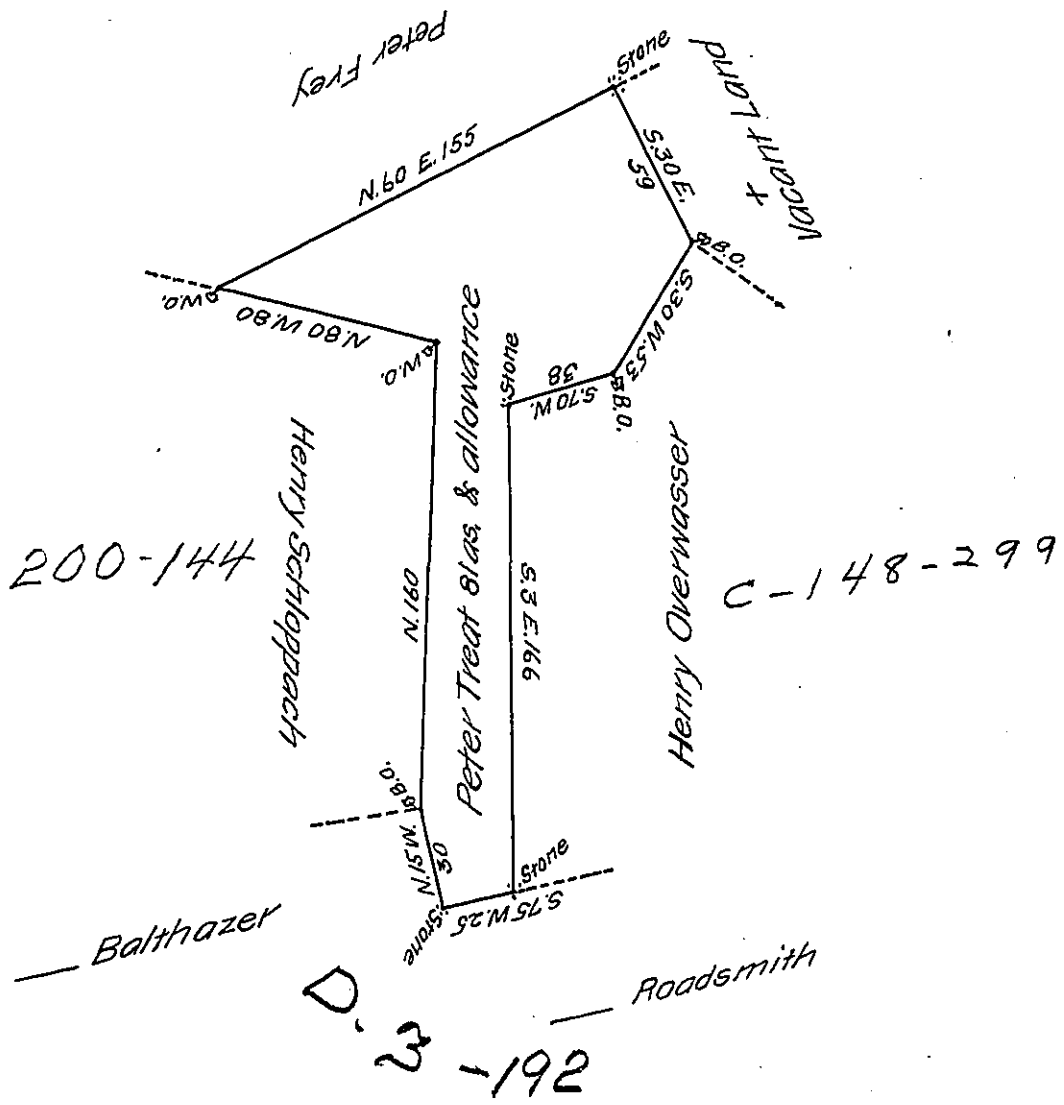 Peter Frey
Stone
Vacant Land
+
N.60 E.155
S.30 E.
59
B.O.
W.O.
N.80 W.80
W.O.
S.30 W.53
Stone
38
S.70 W.
B.O.
Peter Treat 81as. & allowance
Henry Schloppach
Henry Overwasser
200-144
C-148-299
N.160
S.3 E.166
B.O.
N.15 W.
30
Stone
S.75 W.25
Stone
Balthazer
Roadsmith
D.3-192